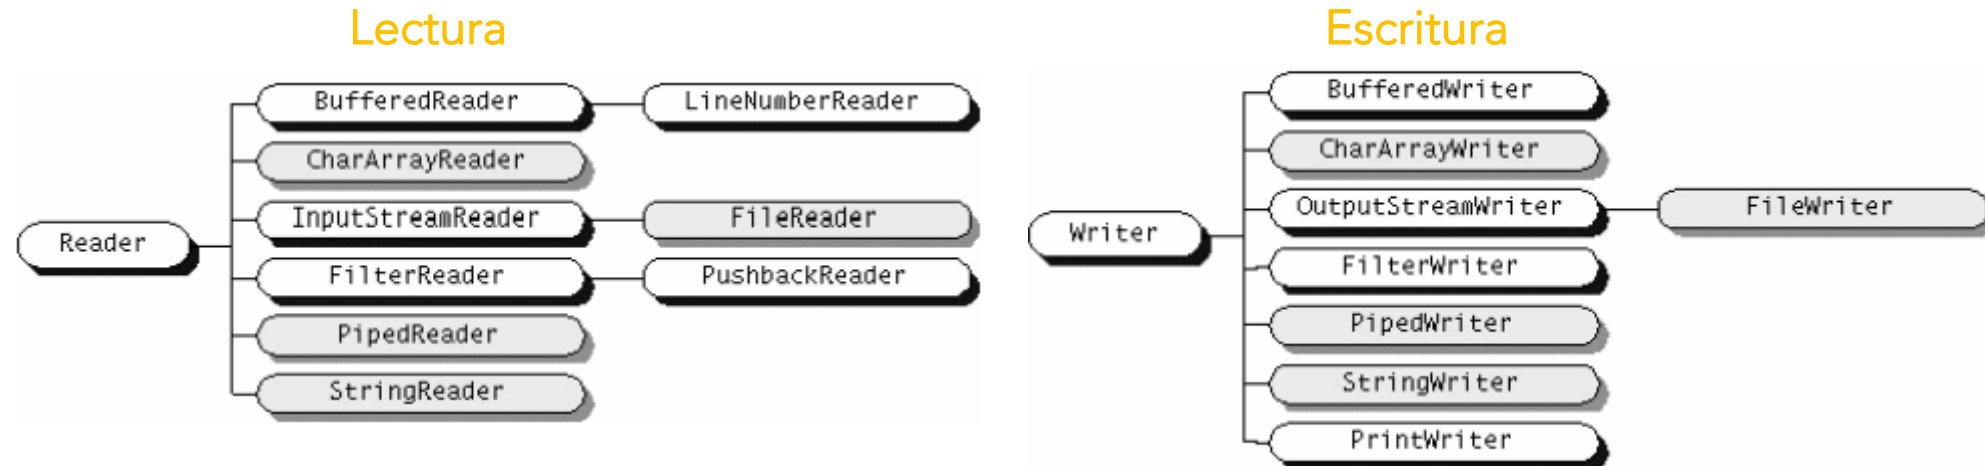 Lectura
Reader
BufferedReader
LineNumberReader
CharArrayReader
InputStreamReader
FileReader
FilterReader
PushbackReader
PipedReader
StringReader
Escritura
Writer
BufferedWriter
CharArrayWriter
OutputStreamWriter
FileWriter
FilterWriter
PipedWriter
StringWriter
PrintWriter